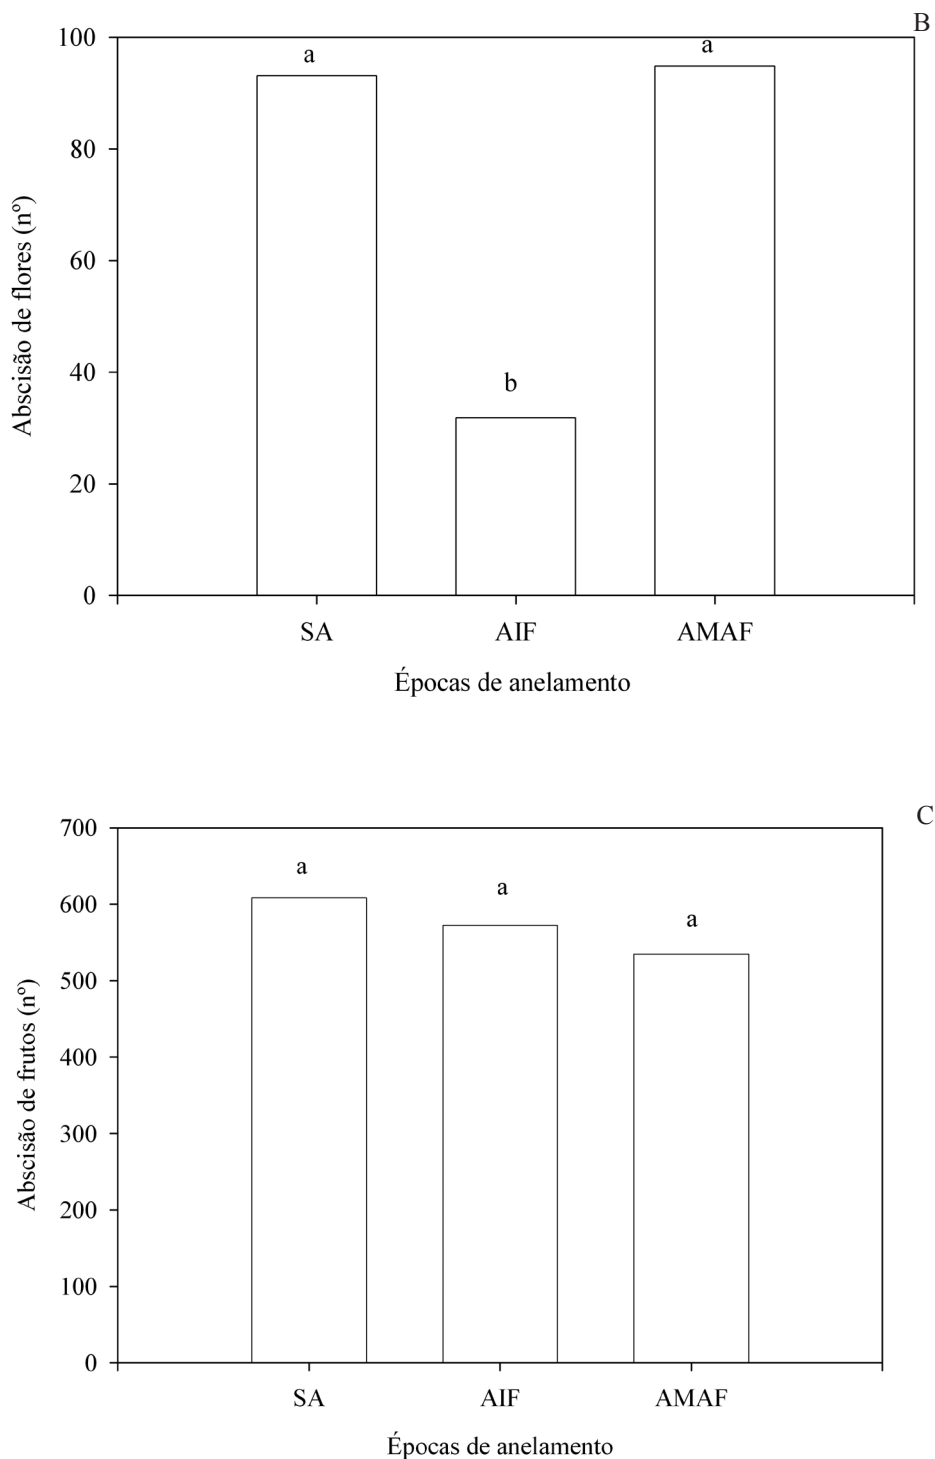 B
100
80
60
40
20
0
Abscisão de flores (nº)
a
b
a
SA AIF AMAF
Épocas de anelamento
C
700
600
500
400
300
200
100
0
Abscisão de frutos (nº)
a
a
a
SA AIF AMAF
Épocas de anelamento